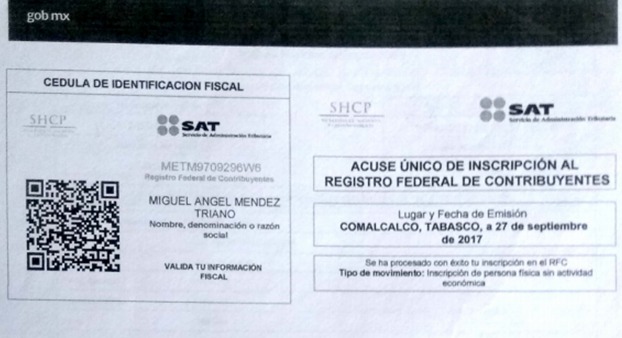 gob.mx
CEDULA DE IDENTIFICACION FISCAL
SHCP
SAT
Servicio de Administración Tributaria
METM9709296W6
Registro Federal de Contribuyentes
MIGUEL ANGEL MENDEZ
TRIANO
Nombre, denominación o razón
social
VALIDA TU INFORMACIÓN
FISCAL
SHCP
SAT
Servicio de Administración Tributaria
ACUSE ÚNICO DE INSCRIPCIÓN AL
REGISTRO FEDERAL DE CONTRIBUYENTES
Lugar y Fecha de Emisión
COMALCALCO, TABASCO, a 27 de septiembre
de 2017
Se ha procesado con éxito tu inscripción en el RFC
Tipo de movimiento: Inscripción de persona física sin actividad
económica